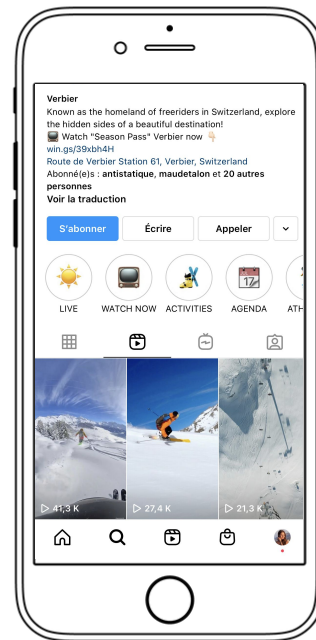 Verbier
Known as the homeland of freeriders in Switzerland, explore
the hidden sides of a beautiful destination!
📺 Watch "Season Pass" Verbier now 👇🏻
win.gs/39xbh4H
Route de Verbier Station 61, Verbier, Switzerland
Abonné(e)s : antistatique, maudetalon et 20 autres
personnes
Voir la traduction
S'abonner Écrire Appeler
LIVE WATCH NOW ACTIVITIES AGENDA ATH
17
41,3 K 27,4 K 21,3 K